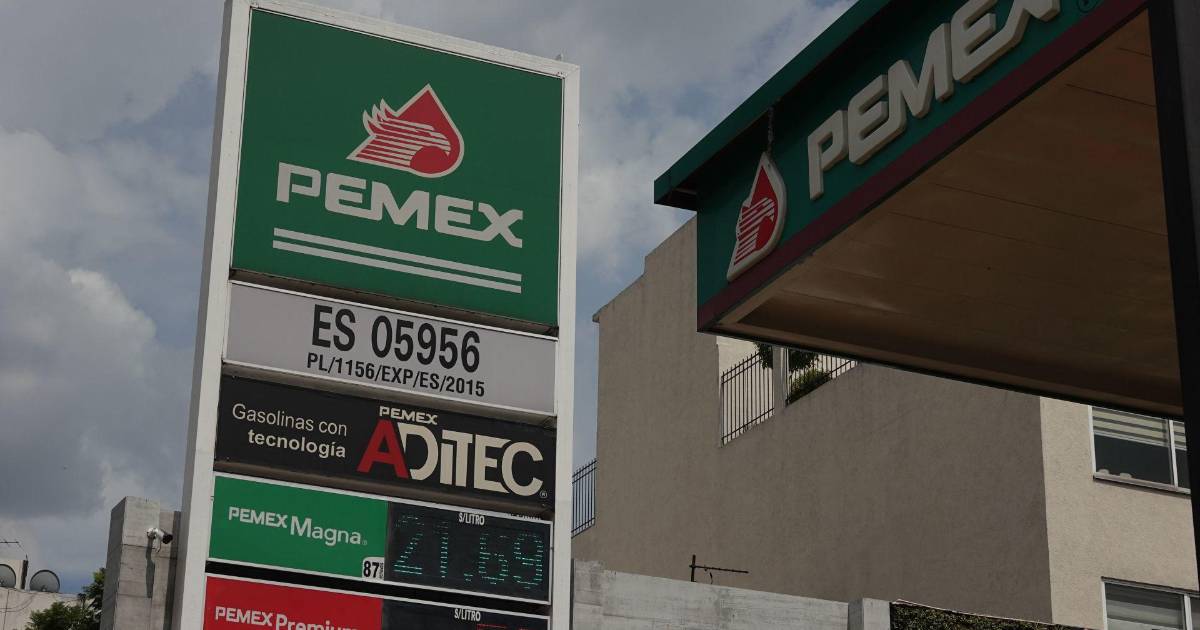 PEMEX
ES 05956
PL/1156/EXP/ES/2015
Gasolinas con
tecnología
PEMEX
ADiTEC
PEMEX Magna
87
$/LITRO
21.69
PEMEX Premium
$/LITRO
PEMEX